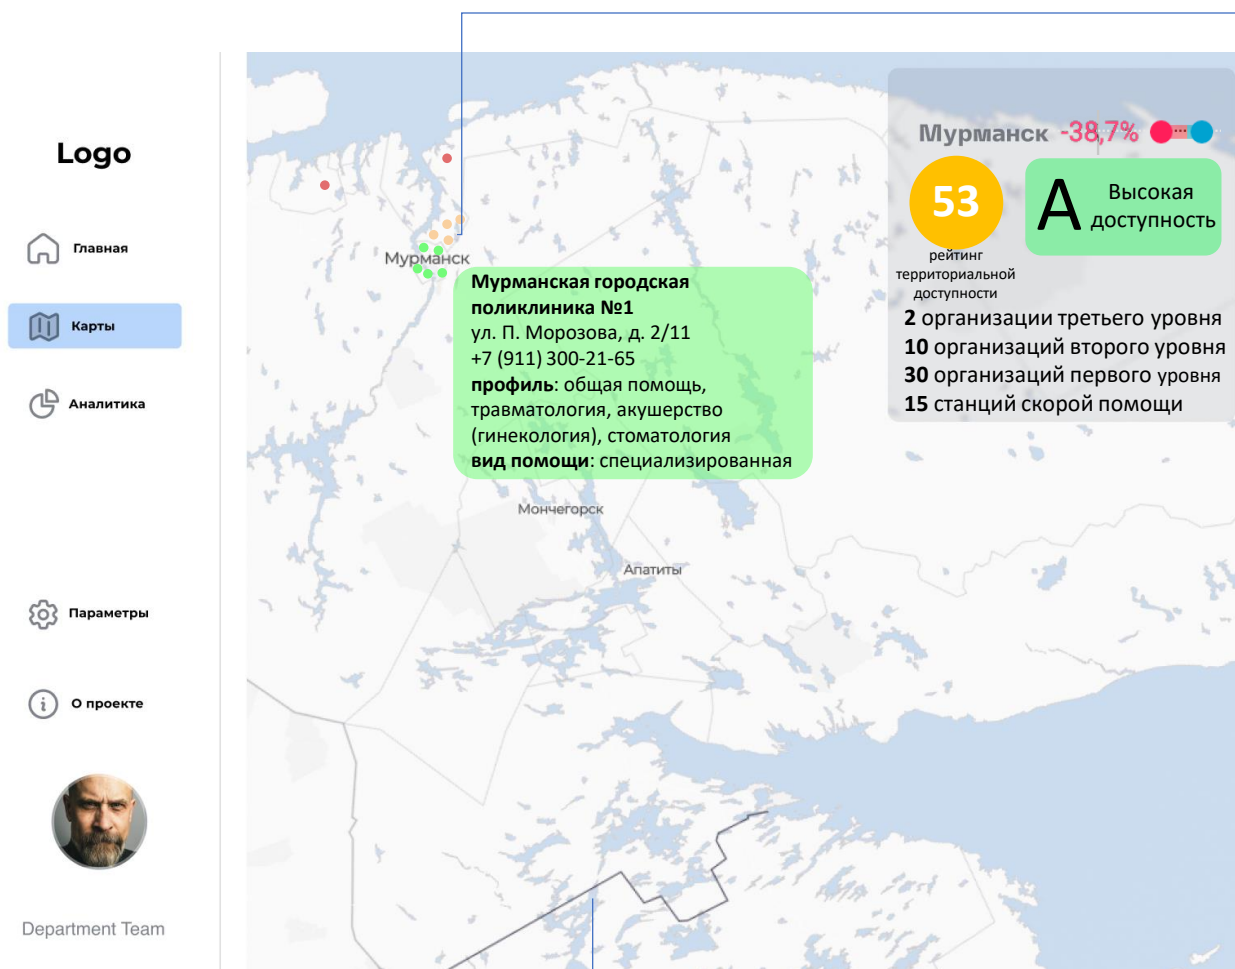 Logo
Главная
Карты
Аналитика
Параметры
О проекте
Department Team
Мурманск
Мурманская городская
поликлиника №1
ул. П. Морозова, д. 2/11
+7 (911) 300-21-65
профиль: общая помощь,
травматология, акушерство
(гинекология), стоматология
вид помощи: специализированная
Мончегорск
Апатиты
Мурманск -38,7%
53
рейтинг
территориальной
доступности
А
Высокая
доступность
2 организации третьего уровня
10 организаций второго уровня
30 организаций первого уровня
15 станций скорой помощи